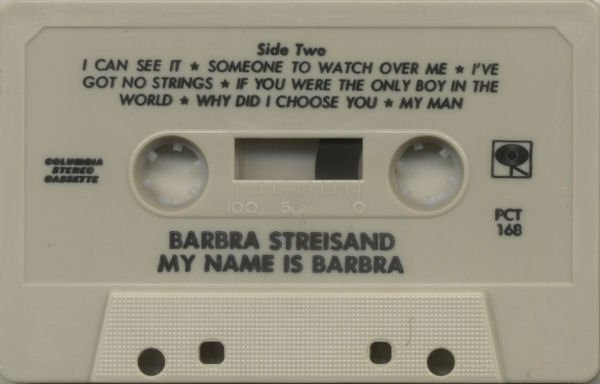 Side Two
I CAN SEE IT ★ SOMEONE TO WATCH OVER ME ★ I'VE
GOT NO STRINGS ★ IF YOU WERE THE ONLY BOY IN THE
WORLD ★ WHY DID I CHOOSE YOU ★ MY MAN
COLUMBIA
STEREO
CASSETTE
100 5 0
PCT
168
BARBRA STREISAND
MY NAME IS BARBRA